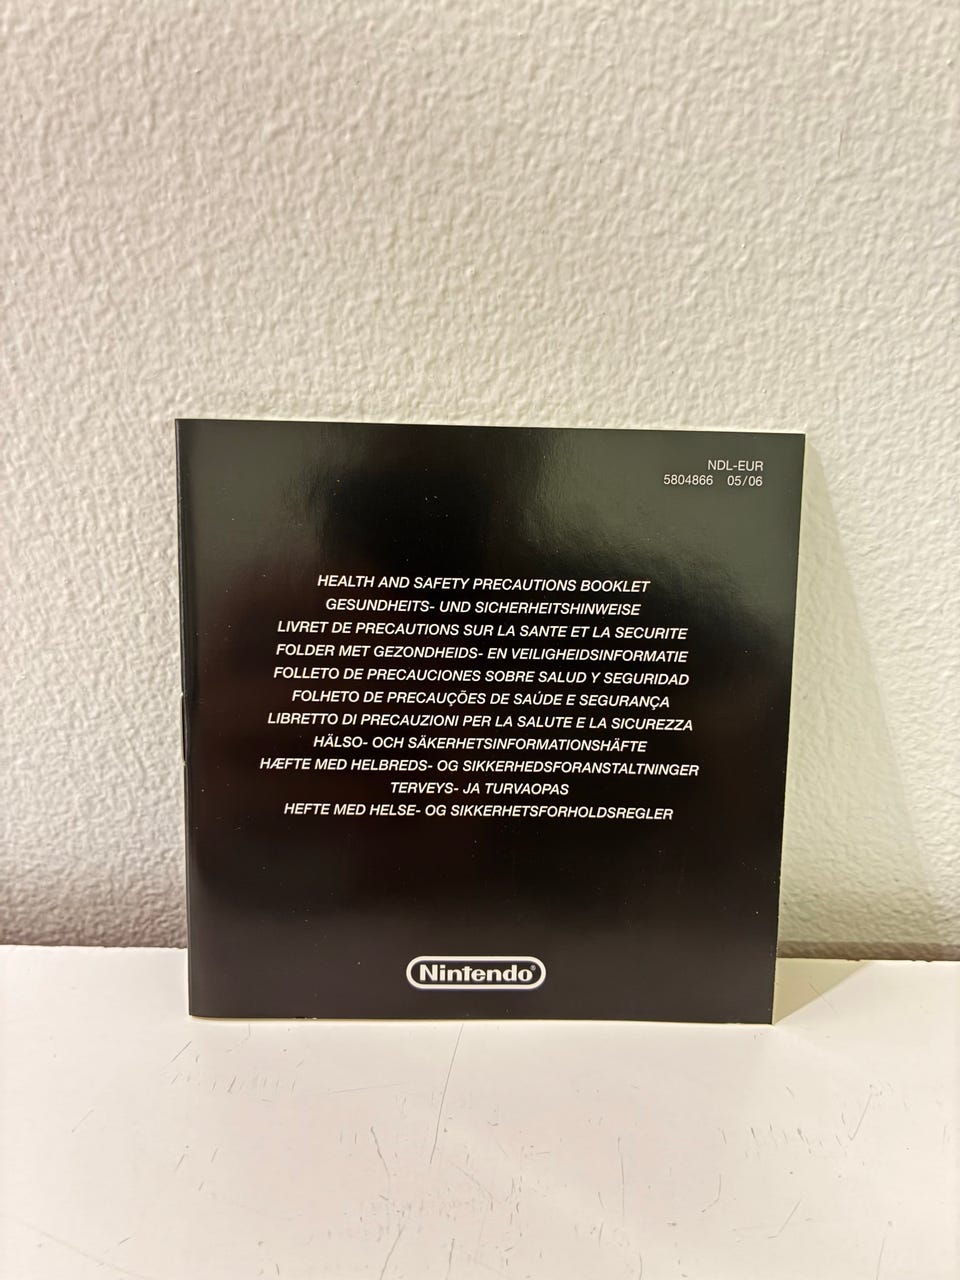 NDL-EUR
5804866 05/06
HEALTH AND SAFETY PRECAUTIONS BOOKLET
GESUNDHEITS- UND SICHERHEITSHINWEISE
LIVRET DE PRECAUTIONS SUR LA SANTE ET LA SECURITE
FOLDER MET GEZONDHEIDS- EN VEILIGHEIDSINFORMATIE
FOLLETO DE PRECAUCIONES SOBRE SALUD Y SEGURIDAD
FOLHETO DE PRECAUÇÕES DE SAÚDE E SEGURANÇA
LIBRETTO DI PRECAUZIONI PER LA SALUTE E LA SICUREZZA
HÄLSO- OCH SÄKERHETSINFORMATIONSHÄFTE
HÆFTE MED HELBREDS- OG SIKKERHEDSFORANSTALTNINGER
TERVEYS- JA TURVAOPAS
HEFTE MED HELSE- OG SIKKERHETSFORHOLDSREGLER
Nintendo®